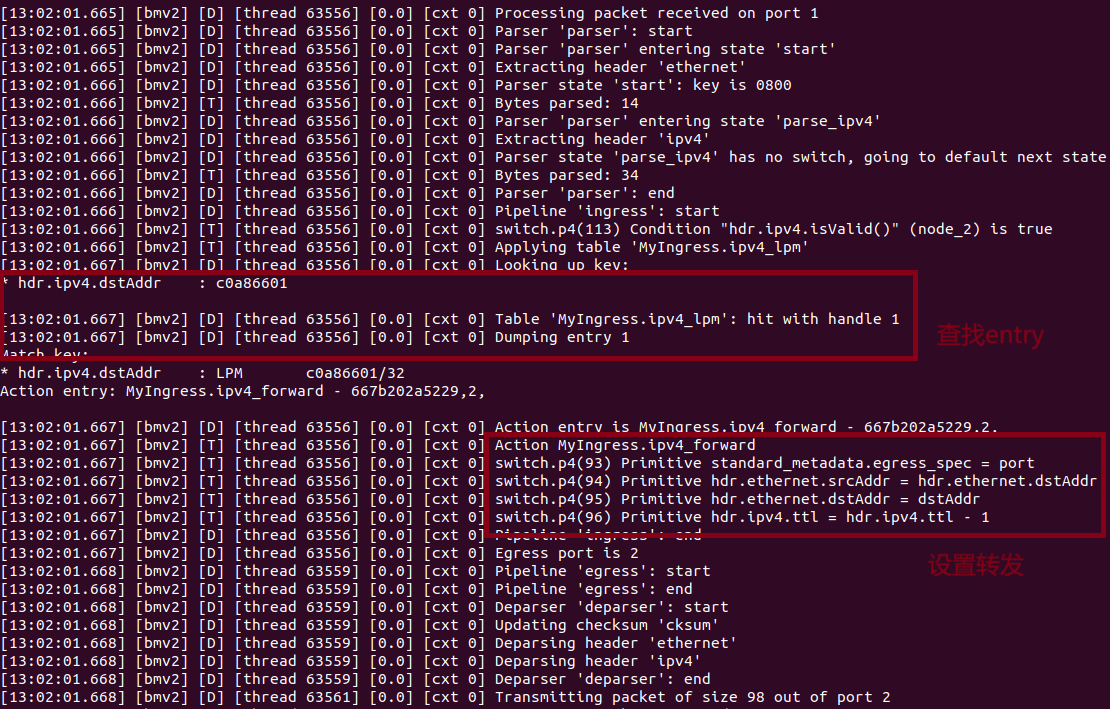 [13:02:01.665] [bmv2] [D] [thread 63556] [0.0] [cxt 0] Processing packet received on port 1
[13:02:01.665] [bmv2] [D] [thread 63556] [0.0] [cxt 0] Parser 'parser': start
[13:02:01.665] [bmv2] [D] [thread 63556] [0.0] [cxt 0] Parser 'parser' entering state 'start'
[13:02:01.665] [bmv2] [D] [thread 63556] [0.0] [cxt 0] Extracting header 'ethernet'
[13:02:01.666] [bmv2] [D] [thread 63556] [0.0] [cxt 0] Parser state 'start': key is 0800
[13:02:01.666] [bmv2] [T] [thread 63556] [0.0] [cxt 0] Bytes parsed: 14
[13:02:01.666] [bmv2] [D] [thread 63556] [0.0] [cxt 0] Parser 'parser' entering state 'parse_ipv4'
[13:02:01.666] [bmv2] [D] [thread 63556] [0.0] [cxt 0] Extracting header 'ipv4'
[13:02:01.666] [bmv2] [D] [thread 63556] [0.0] [cxt 0] Parser state 'parse_ipv4' has no switch, going to default next state
[13:02:01.666] [bmv2] [T] [thread 63556] [0.0] [cxt 0] Bytes parsed: 34
[13:02:01.666] [bmv2] [D] [thread 63556] [0.0] [cxt 0] Parser 'parser': end
[13:02:01.666] [bmv2] [D] [thread 63556] [0.0] [cxt 0] Pipeline 'ingress': start
[13:02:01.666] [bmv2] [T] [thread 63556] [0.0] [cxt 0] switch.p4(113) Condition "hdr.ipv4.isValid()" (node_2) is true
[13:02:01.666] [bmv2] [T] [thread 63556] [0.0] [cxt 0] Applying table 'MyIngress.ipv4_lpm'
[13:02:01.667] [bmv2] [D] [thread 63556] [0.0] [cxt 0] Looking up key:
* hdr.ipv4.dstAddr    : c0a86601
[13:02:01.667] [bmv2] [D] [thread 63556] [0.0] [cxt 0] Table 'MyIngress.ipv4_lpm': hit with handle 1
[13:02:01.667] [bmv2] [D] [thread 63556] [0.0] [cxt 0] Dumping entry 1
查找entry
Match key:
* hdr.ipv4.dstAddr    : LPM       c0a86601/32
Action entry: MyIngress.ipv4_forward - 667b202a5229,2,
[13:02:01.667] [bmv2] [D] [thread 63556] [0.0] [cxt 0] Action entry is MyIngress.ipv4_forward - 667b202a5229,2,
[13:02:01.667] [bmv2] [T] [thread 63556] [0.0] [cxt 0] Action MyIngress.ipv4_forward
[13:02:01.667] [bmv2] [T] [thread 63556] [0.0] [cxt 0] switch.p4(93) Primitive standard_metadata.egress_spec = port
[13:02:01.667] [bmv2] [T] [thread 63556] [0.0] [cxt 0] switch.p4(94) Primitive hdr.ethernet.srcAddr = hdr.ethernet.dstAddr
[13:02:01.667] [bmv2] [T] [thread 63556] [0.0] [cxt 0] switch.p4(95) Primitive hdr.ethernet.dstAddr = dstAddr
[13:02:01.667] [bmv2] [T] [thread 63556] [0.0] [cxt 0] switch.p4(96) Primitive hdr.ipv4.ttl = hdr.ipv4.ttl - 1
[13:02:01.667] [bmv2] [D] [thread 63556] [0.0] [cxt 0] Pipeline 'ingress': end
[13:02:01.667] [bmv2] [D] [thread 63556] [0.0] [cxt 0] Egress port is 2
[13:02:01.668] [bmv2] [D] [thread 63559] [0.0] [cxt 0] Pipeline 'egress': start
设置转发
[13:02:01.668] [bmv2] [D] [thread 63559] [0.0] [cxt 0] Pipeline 'egress': end
[13:02:01.668] [bmv2] [D] [thread 63559] [0.0] [cxt 0] Deparser 'deparser': start
[13:02:01.668] [bmv2] [D] [thread 63559] [0.0] [cxt 0] Updating checksum 'cksum'
[13:02:01.668] [bmv2] [D] [thread 63559] [0.0] [cxt 0] Deparsing header 'ethernet'
[13:02:01.668] [bmv2] [D] [thread 63559] [0.0] [cxt 0] Deparsing header 'ipv4'
[13:02:01.668] [bmv2] [D] [thread 63559] [0.0] [cxt 0] Deparser 'deparser': end
[13:02:01.668] [bmv2] [D] [thread 63561] [0.0] [cxt 0] Transmitting packet of size 98 out of port 2